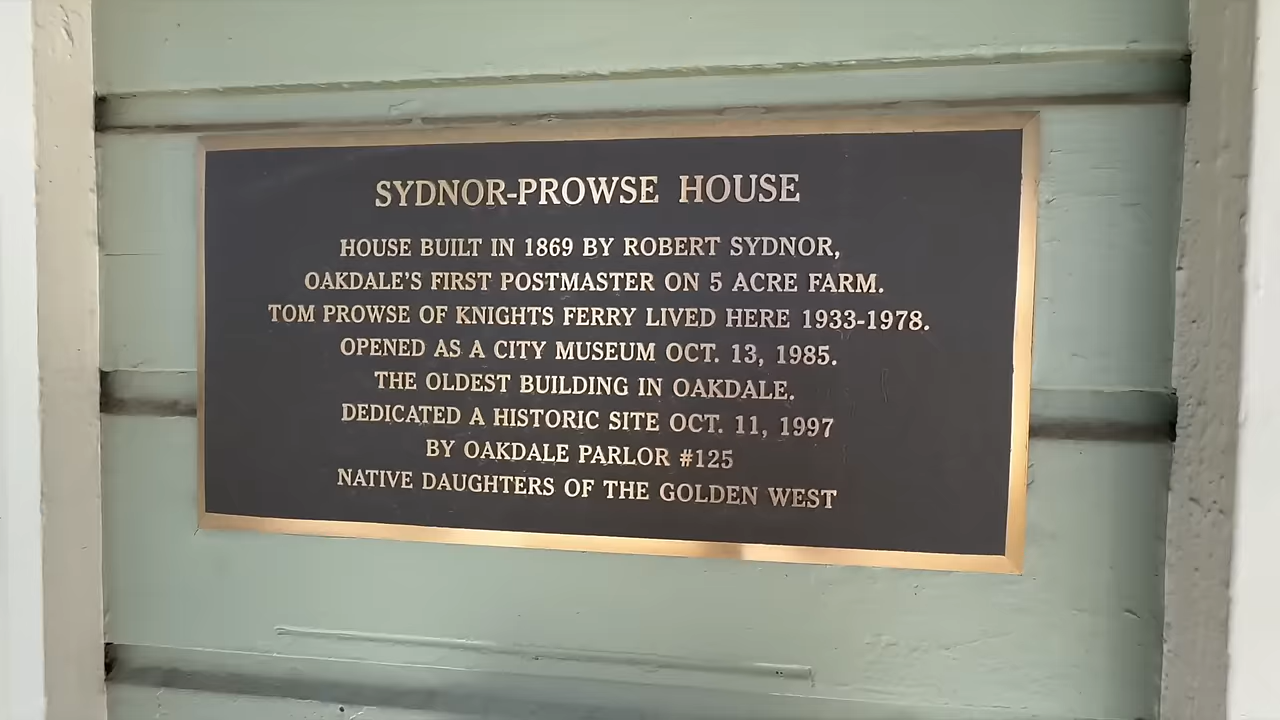 SYDNOR-PROWSE HOUSE
HOUSE BUILT IN 1869 BY ROBERT SYDNOR,
OAKDALE'S FIRST POSTMASTER ON 5 ACRE FARM.
TOM PROWSE OF KNIGHTS FERRY LIVED HERE 1933-1978.
OPENED AS A CITY MUSEUM OCT. 13, 1985.
THE OLDEST BUILDING IN OAKDALE.
DEDICATED A HISTORIC SITE OCT. 11, 1997
BY OAKDALE PARLOR #125
NATIVE DAUGHTERS OF THE GOLDEN WEST